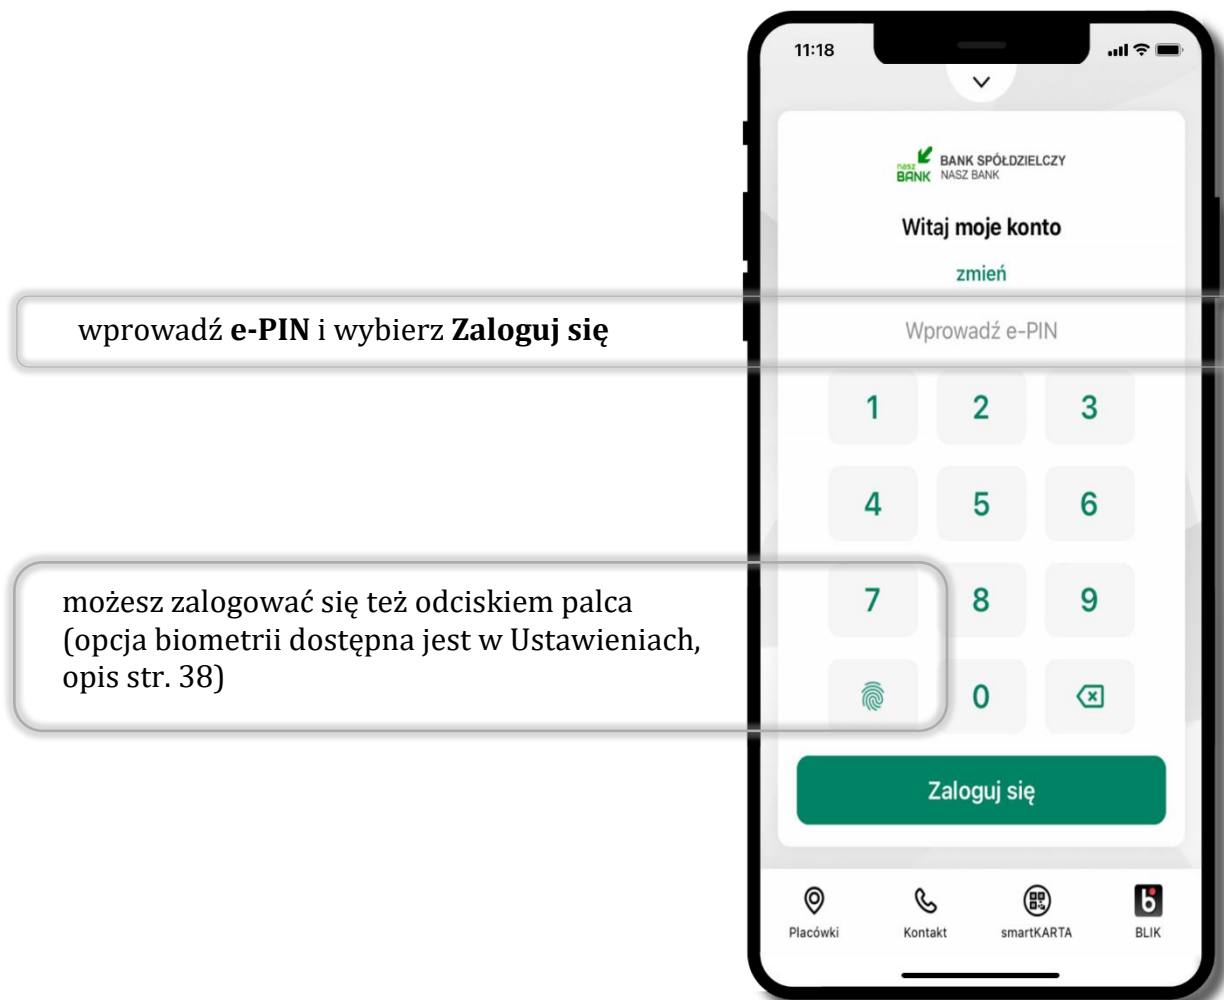 11:18
nasz
BANK
BANK SPÓŁDZIELCZY
NASZ BANK
Witaj moje konto
zmień
wprowadź e-PIN i wybierz Zaloguj się
Wprowadź e-PIN
1 2 3
4 5 6
możesz zalogować się też odciskiem palca
(opcja biometrii dostępna jest w Ustawieniach,
opis str. 38)
7 8 9
0
Zaloguj się
Placówki Kontakt smartKARTA BLIK